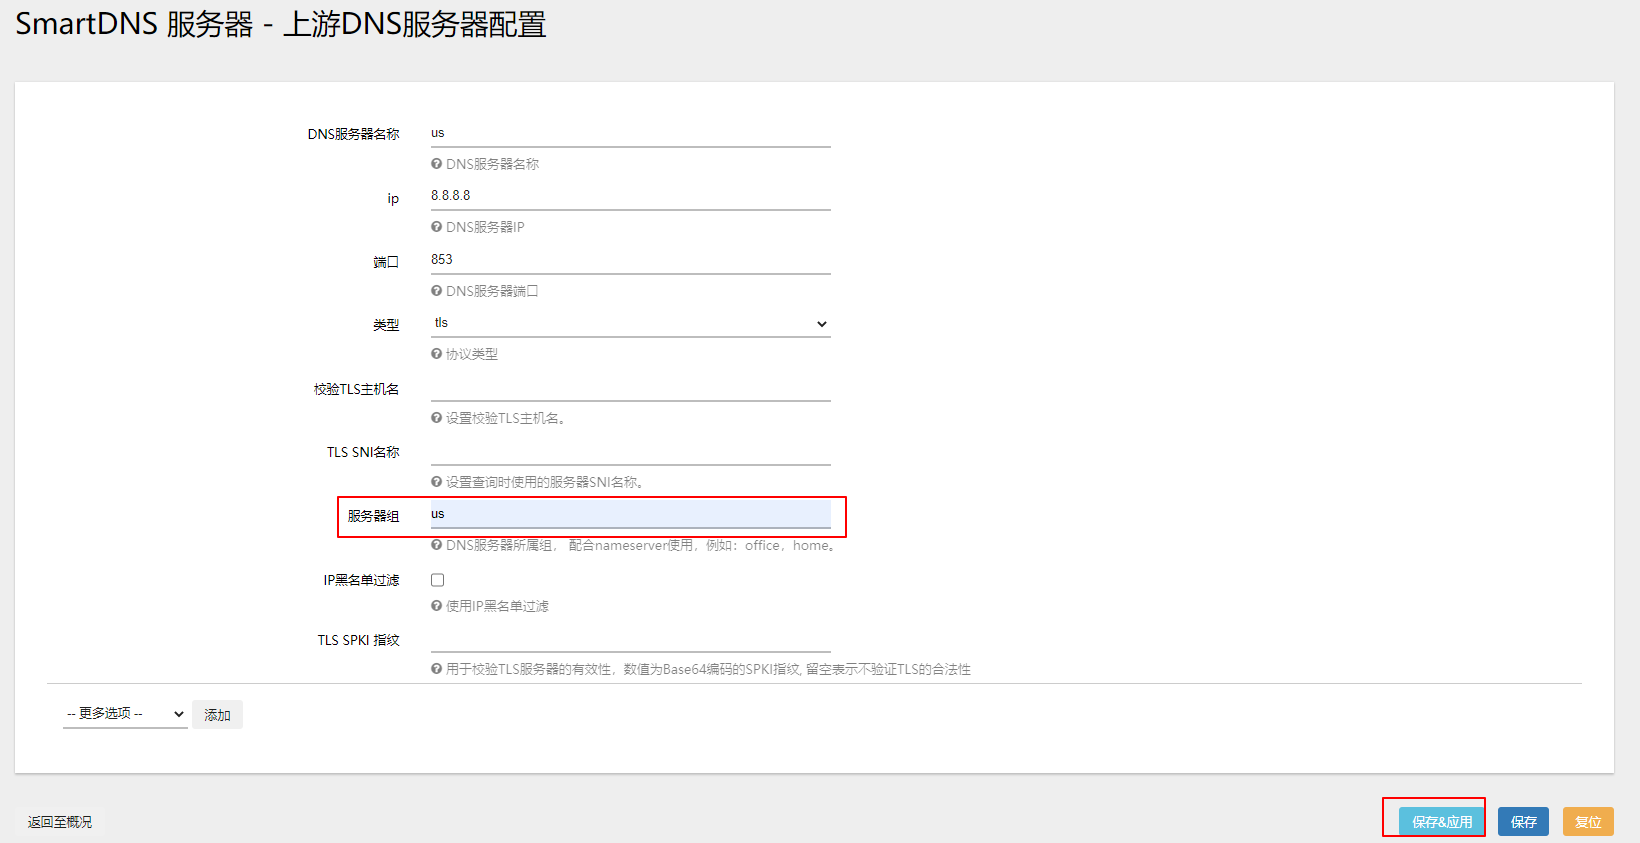 SmartDNS 服务器 - 上游DNS服务器配置
DNS服务器名称 us
DNS服务器名称
ip 8.8.8.8
DNS服务器IP
端口 853
DNS服务器端口
类型 tls
协议类型
校验TLS主机名
设置校验TLS主机名。
TLS SNI名称
设置查询时使用的服务器SNI名称。
服务器组 us
DNS服务器所属组， 配合nameserver使用，例如：office，home。
IP黑名单过滤
使用IP黑名单过滤
TLS SPKI 指纹
用于校验TLS服务器的有效性，数值为Base64编码的SPKI指纹, 留空表示不验证TLS的合法性
-- 更多选项 -- 添加
返回至概况 保存&应用 保存 复位